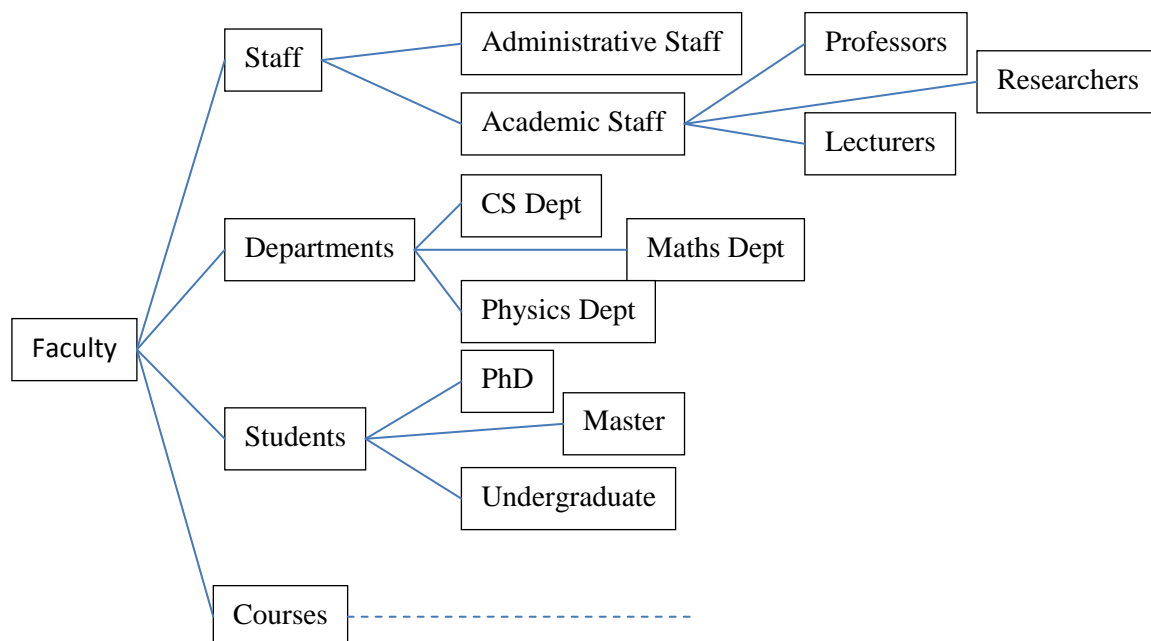 Staff
Administrative Staff
Professors
Researchers
Academic Staff
Lecturers
CS Dept
Departments
Maths Dept
Physics Dept
Faculty
PhD
Master
Students
Undergraduate
Courses